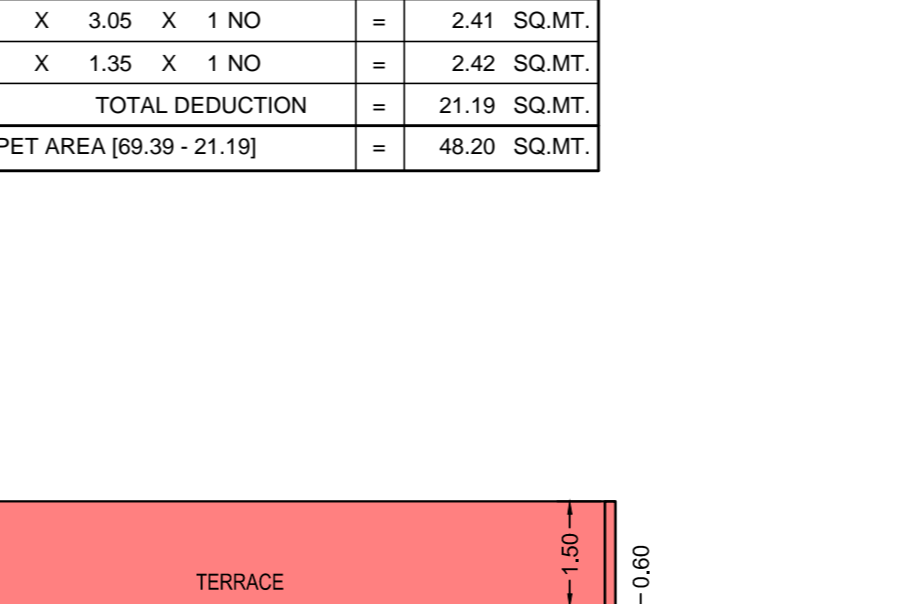 X 3.05 X 1 NO = 2.41 SQ.MT.
X 1.35 X 1 NO = 2.42 SQ.MT.
TOTAL DEDUCTION = 21.19 SQ.MT.
PET AREA [69.39 - 21.19] = 48.20 SQ.MT.
1.50
0.60
TERRACE